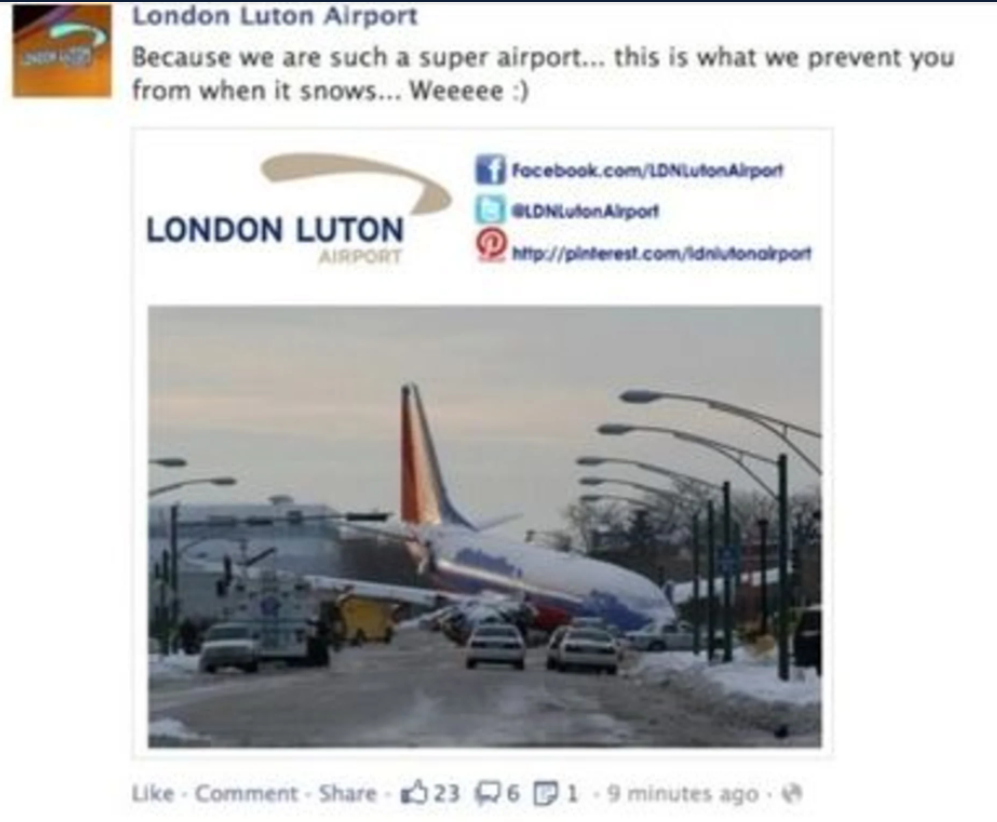 London Luton Airport
Because we are such a super airport... this is what we prevent you
from when it snows... Weeeee :)
facebook.com/LDNLutonAirport
@LDNLutonAirport
http://pinterest.com/ldnlutonairport
LONDON LUTON
AIRPORT
Like · Comment · Share · 23 6 1 · 9 minutes ago ·